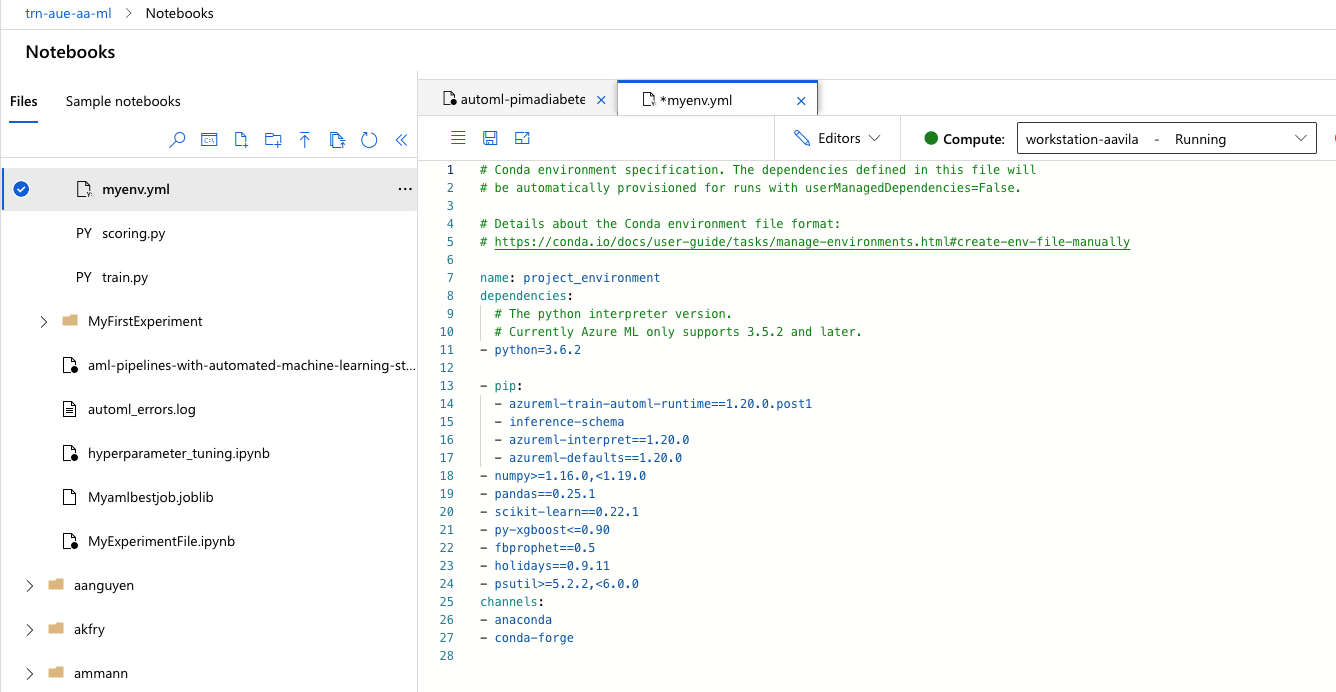 trn-aue-aa-ml > Notebooks
Notebooks
Files Sample notebooks
myenv.yml ...
PY scoring.py
PY train.py
MyFirstExperiment
aml-pipelines-with-automated-machine-learning-st...
automl_errors.log
hyperparameter_tuning.ipynb
Myamlbestjob.joblib
MyExperimentFile.ipynb
aanguyen
akfry
ammann
automl-pimadiabete
*myenv.yml
Editors
Compute: workstation-aavila - Running
1 # Conda environment specification. The dependencies defined in this file will
2 # be automatically provisioned for runs with userManagedDependencies=False.
3
4 # Details about the Conda environment file format:
5 # https://conda.io/docs/user-guide/tasks/manage-environments.html#create-env-file-manually
6
7 name: project_environment
8 dependencies:
9 # The python interpreter version.
10 # Currently Azure ML only supports 3.5.2 and later.
11 - python=3.6.2
12
13 - pip:
14 - azureml-train-automl-runtime==1.20.0.post1
15 - inference-schema
16 - azureml-interpret==1.20.0
17 - azureml-defaults==1.20.0
18 - numpy>=1.16.0,<1.19.0
19 - pandas==0.25.1
20 - scikit-learn==0.22.1
21 - py-xgboost<=0.90
22 - fbprophet==0.5
23 - holidays==0.9.11
24 - psutil>=5.2.2,<6.0.0
25 channels:
26 - anaconda
27 - conda-forge
28